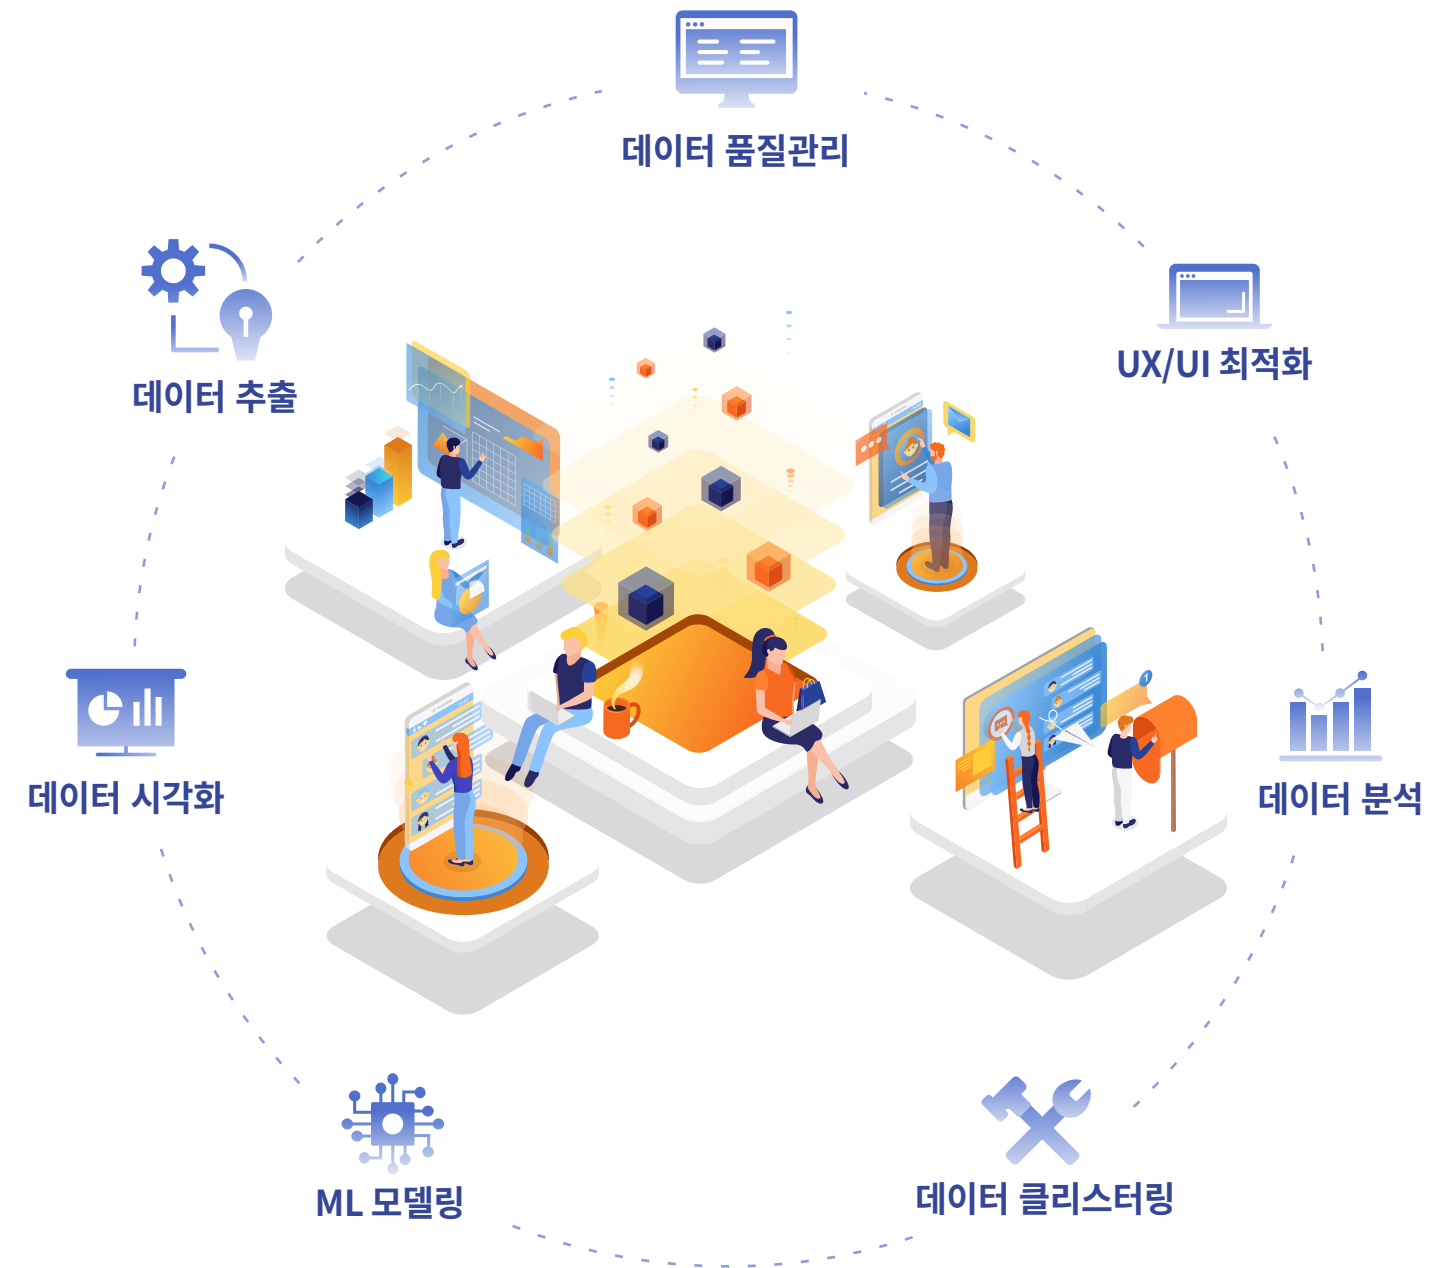 데이터 품질관리
UX/UI 최적화
데이터 추출
데이터 시각화
데이터 분석
ML 모델링
데이터 클리스터링
1